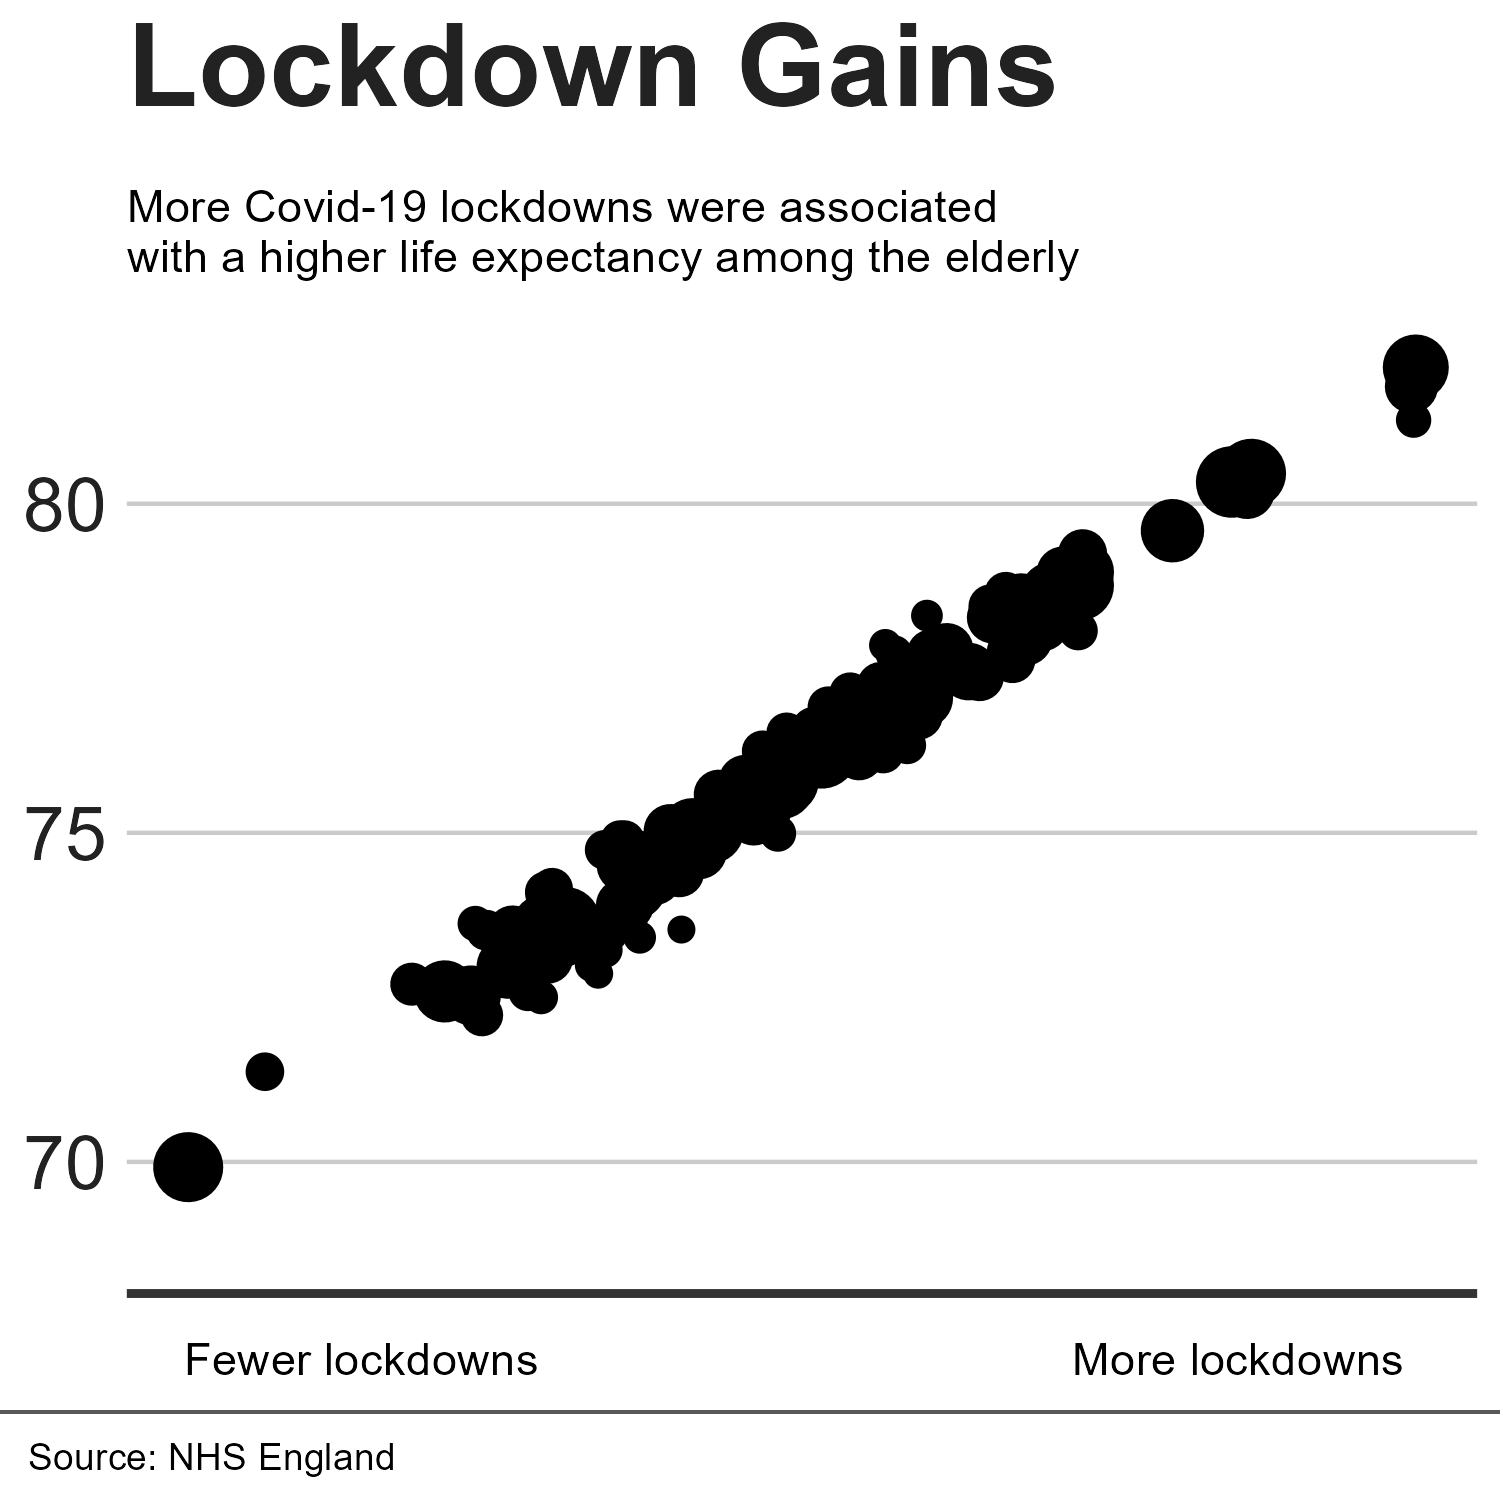 Lockdown Gains
More Covid-19 lockdowns were associated
with a higher life expectancy among the elderly
80
75
70
Fewer lockdowns
More lockdowns
Source: NHS England